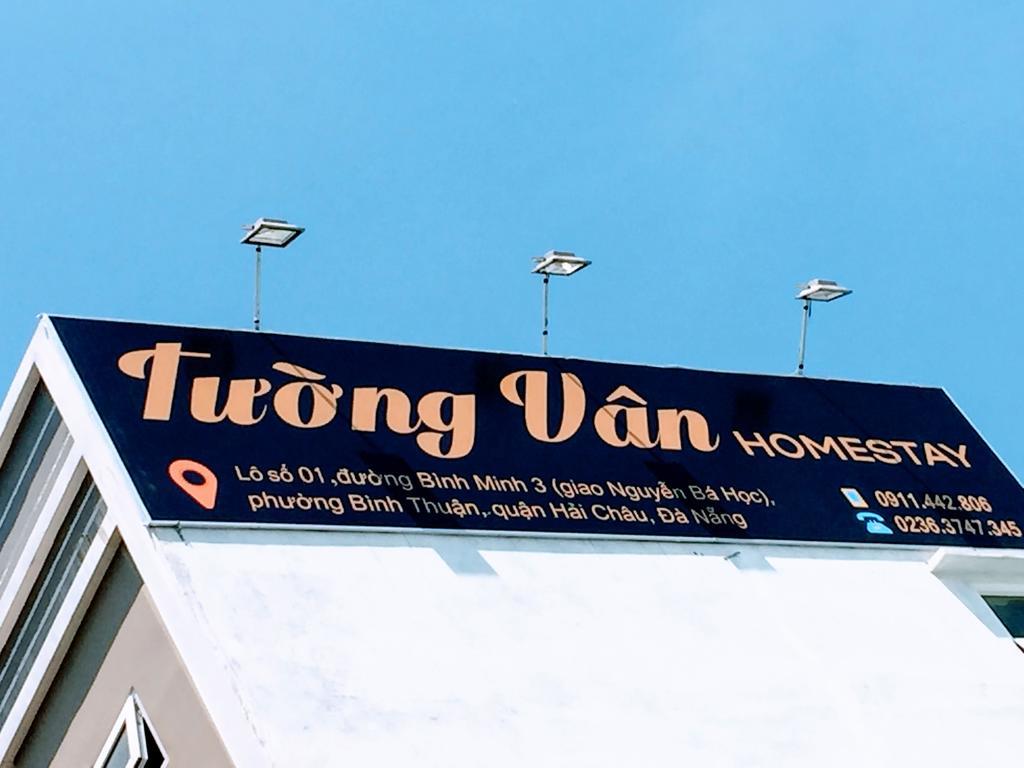 Tường Vân HOMESTAY
Lô số 01 ,đường Bình Minh 3 (giao Nguyễn Bá Học),
phường Bình Thuận, quận Hải Châu, Đà Nẵng
0911.442.806
0236.3747.345